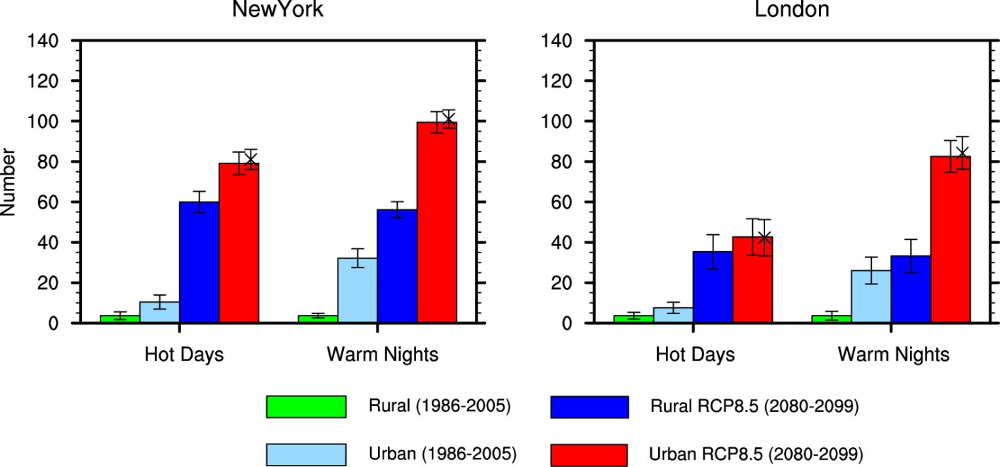 NewYork
London
140
120
100
80
60
40
20
0
Number
Hot Days
Warm Nights
140
120
100
80
60
40
20
0
Hot Days
Warm Nights
Rural (1986-2005)
Rural RCP8.5 (2080-2099)
Urban (1986-2005)
Urban RCP8.5 (2080-2099)